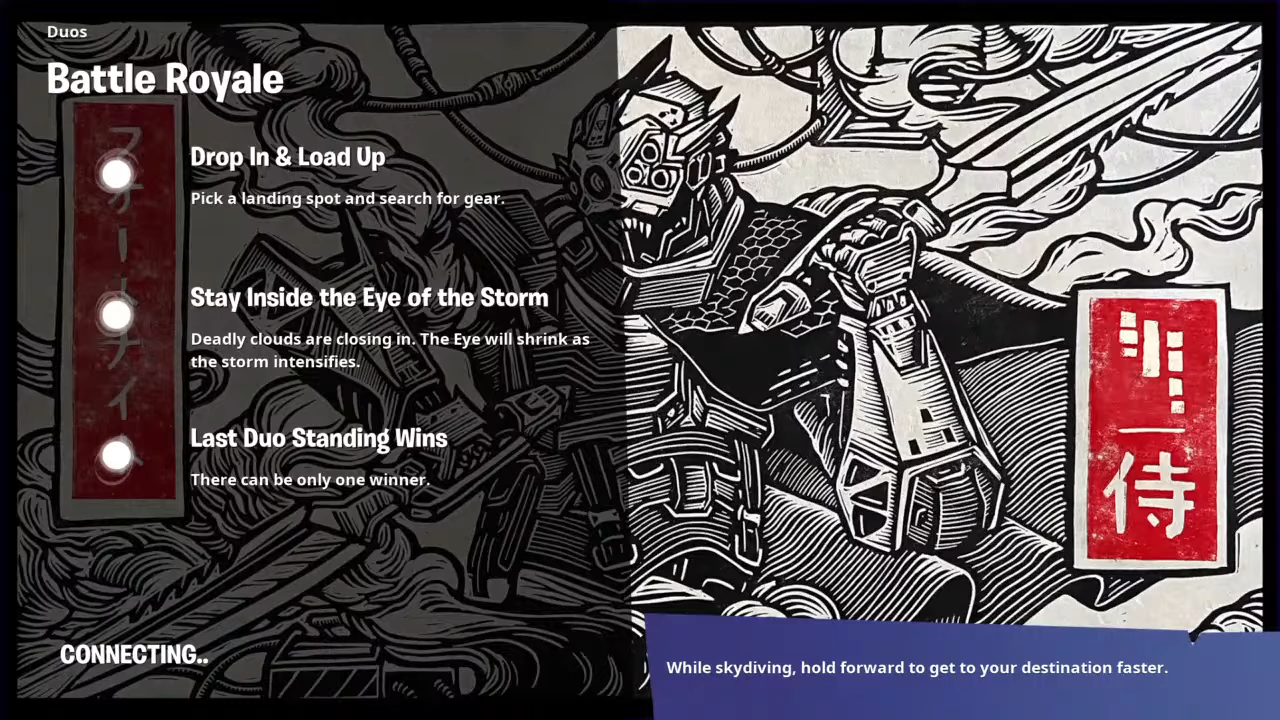 Duos
Battle Royale
Drop In & Load Up
Pick a landing spot and search for gear.
Stay Inside the Eye of the Storm
Deadly clouds are closing in. The Eye will shrink as
the storm intensifies.
Last Duo Standing Wins
There can be only one winner.
CONNECTING..
While skydiving, hold forward to get to your destination faster.
侍